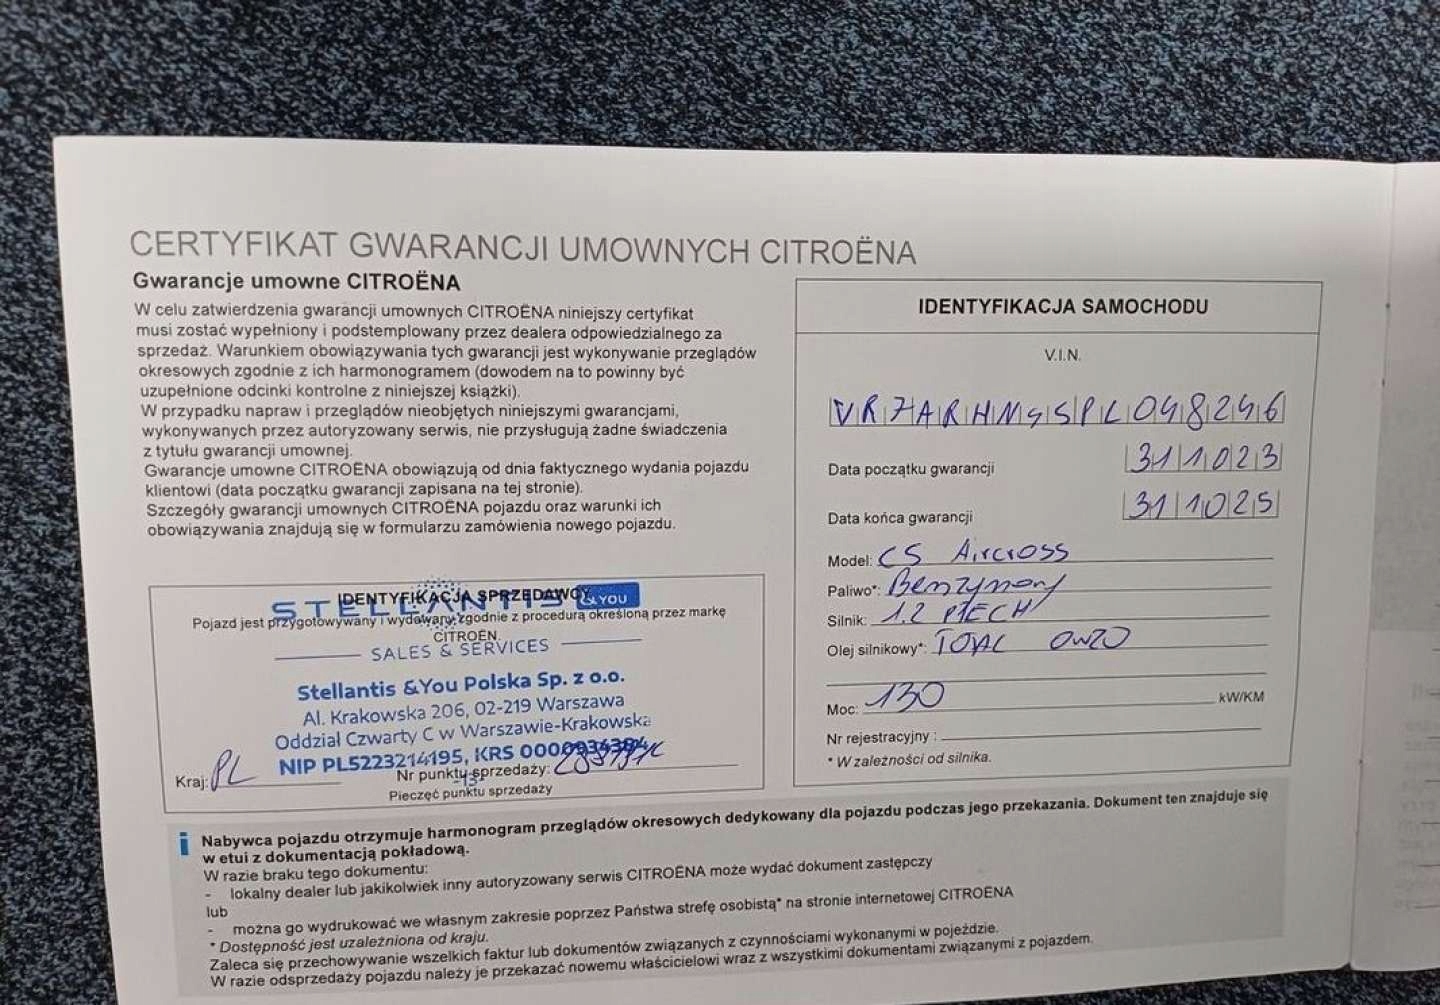 CERTYFIKAT GWARANCJI UMOWNYCH CITROËNA
Gwarancje umowne CITROËNA
W celu zatwierdzenia gwarancji umownych CITROËNA niniejszy certyfikat
musi zostać wypełniony i podstemplowany przez dealera odpowiedzialnego za
sprzedaż. Warunkiem obowiązywania tych gwarancji jest wykonywanie przeglądów
okresowych zgodnie z ich harmonogramem (dowodem na to powinny być
uzupełnione odcinki kontrolne z niniejszej książki).
W przypadku napraw i przeglądów nieobjętych niniejszymi gwarancjami,
wykonywanych przez autoryzowany serwis, nie przysługują żadne świadczenia
z tytułu gwarancji umownej.
Gwarancje umowne CITROËNA obowiązują od dnia faktycznego wydania pojazdu
klientowi (data początku gwarancji zapisana na tej stronie).
Szczegóły gwarancji umownych CITROËNA pojazdu oraz warunki ich
obowiązywania znajdują się w formularzu zamówienia nowego pojazdu.
IDENTYFIKACJA SPRZEDAWCY
STELLANTIS &YOU
Pojazd jest przygotowywany i wydawany zgodnie z procedurą określoną przez markę
CITROËN.
SALES & SERVICES
Stellantis &You Polska Sp. z o.o.
Al. Krakowska 206, 02-219 Warszawa
Oddział Czwarty C w Warszawie-Krakowska
NIP PL5223214195, KRS
Kraj: PL
Nr punktu sprzedaży:
-13-
Pieczęć punktu sprzedaży
IDENTYFIKACJA SAMOCHODU
V.I.N.
VR7ARHNSSPL048246
Data początku gwarancji 311023
Data końca gwarancji 311025
Model: C5 Aircross
Paliwo*: Benzynowy
Silnik: 1.2 PTECH
Olej silnikowy*: TOTAL 0W20
Moc: 130 kW/KM
Nr rejestracyjny :
* W zależności od silnika.
i
Nabywca pojazdu otrzymuje harmonogram przeglądów okresowych dedykowany dla pojazdu podczas jego przekazania. Dokument ten znajduje się
w etui z dokumentacją pokładową.
W razie braku tego dokumentu:
- lokalny dealer lub jakikolwiek inny autoryzowany serwis CITROËNA może wydać dokument zastępczy
lub
- można go wydrukować we własnym zakresie poprzez Państwa strefę osobistą* na stronie internetowej CITROËNA
* Dostępność jest uzależniona od kraju.
Zaleca się przechowywanie wszelkich faktur lub dokumentów związanych z czynnościami wykonanymi w pojeździe.
W razie odsprzedaży pojazdu należy je przekazać nowemu właścicielowi wraz z wszystkimi dokumentami związanymi z pojazdem.